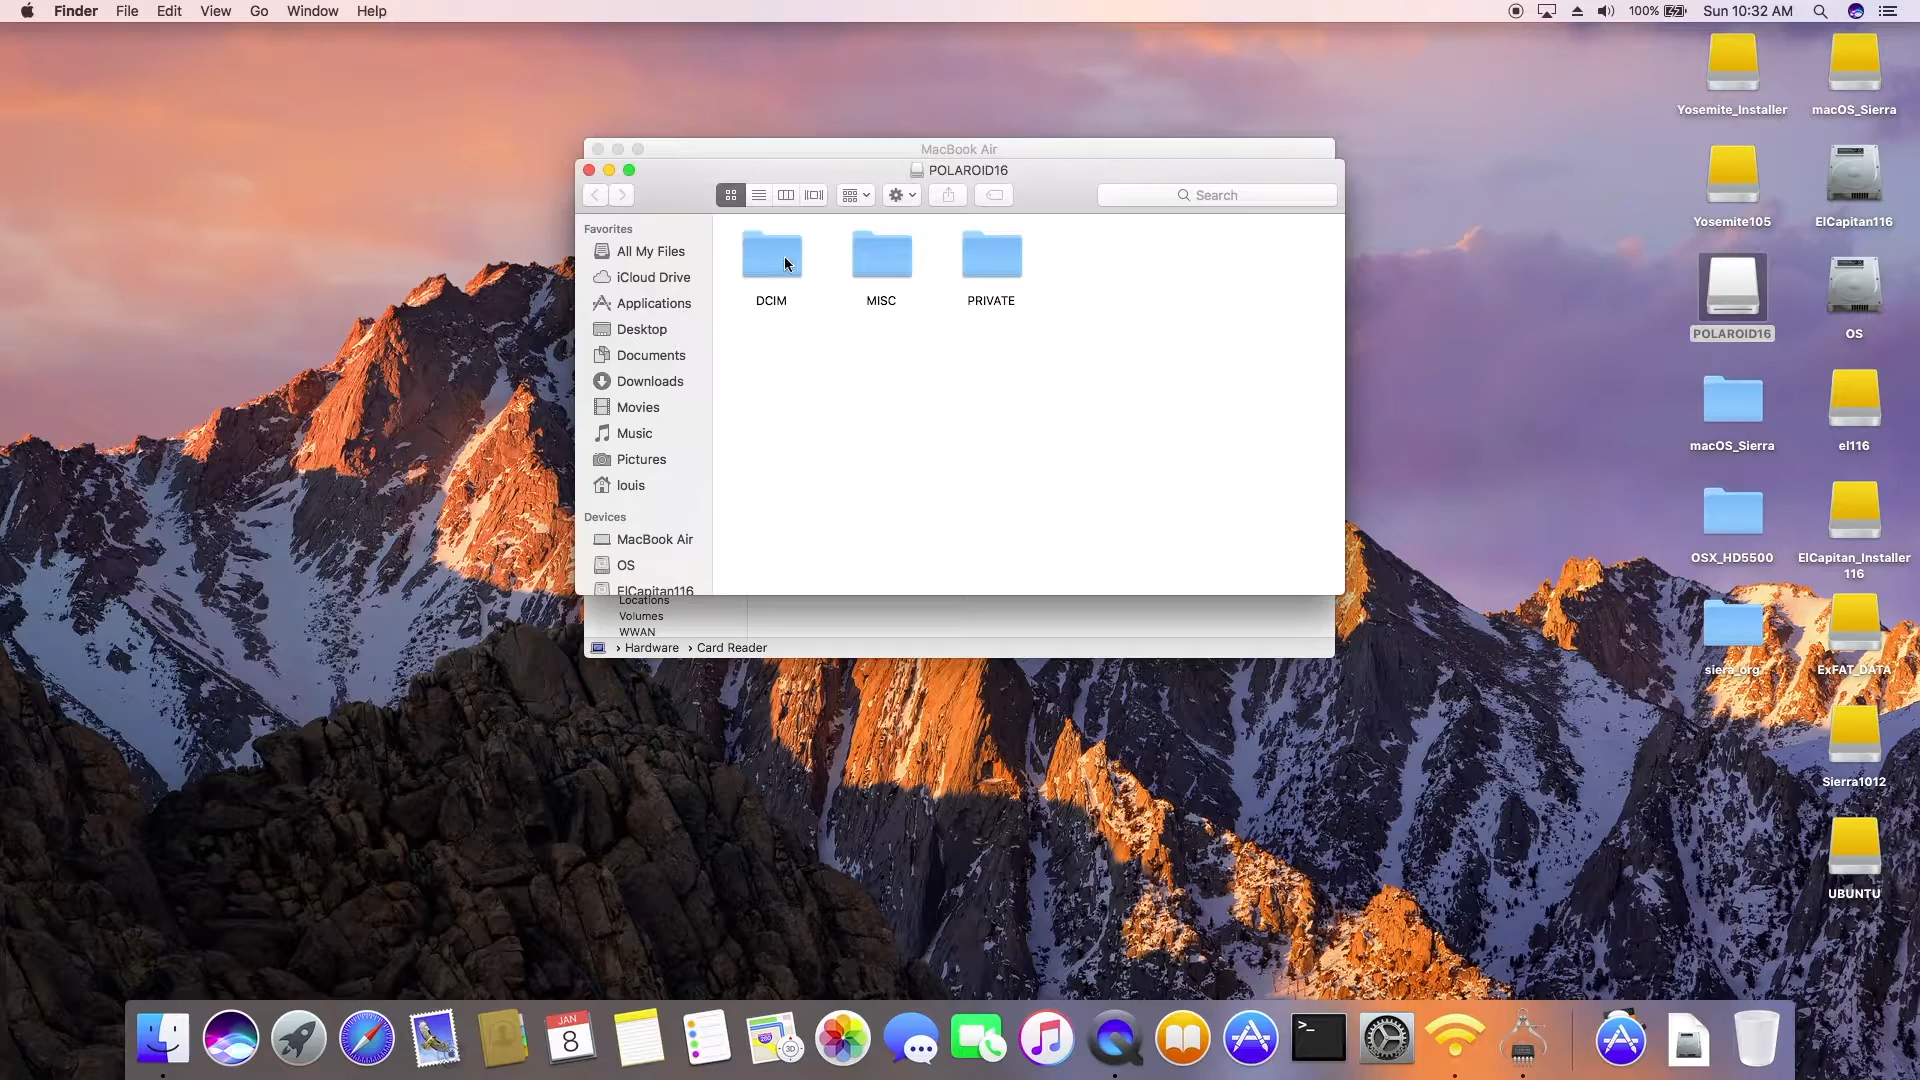 Finder File Edit View Go Window Help 100% Sun 10:32 AM
Yosemite_Installer macOS_Sierra
Yosemite105 ElCapitan116
POLAROID16 OS
macOS_Sierra el116
OSX_HD5500 ElCapitan_Installer
116
siera_org ExFAT_DATA
Sierra1012
UBUNTU
MacBook Air
POLAROID16
Search
Favorites
All My Files
iCloud Drive
Applications
Desktop
Documents
Downloads
Movies
Music
Pictures
louis
Devices
MacBook Air
OS
ElCapitan116
DCIM MISC PRIVATE
Locations
Volumes
WWAN
› Hardware › Card Reader
JAN
8
280
3D
>_